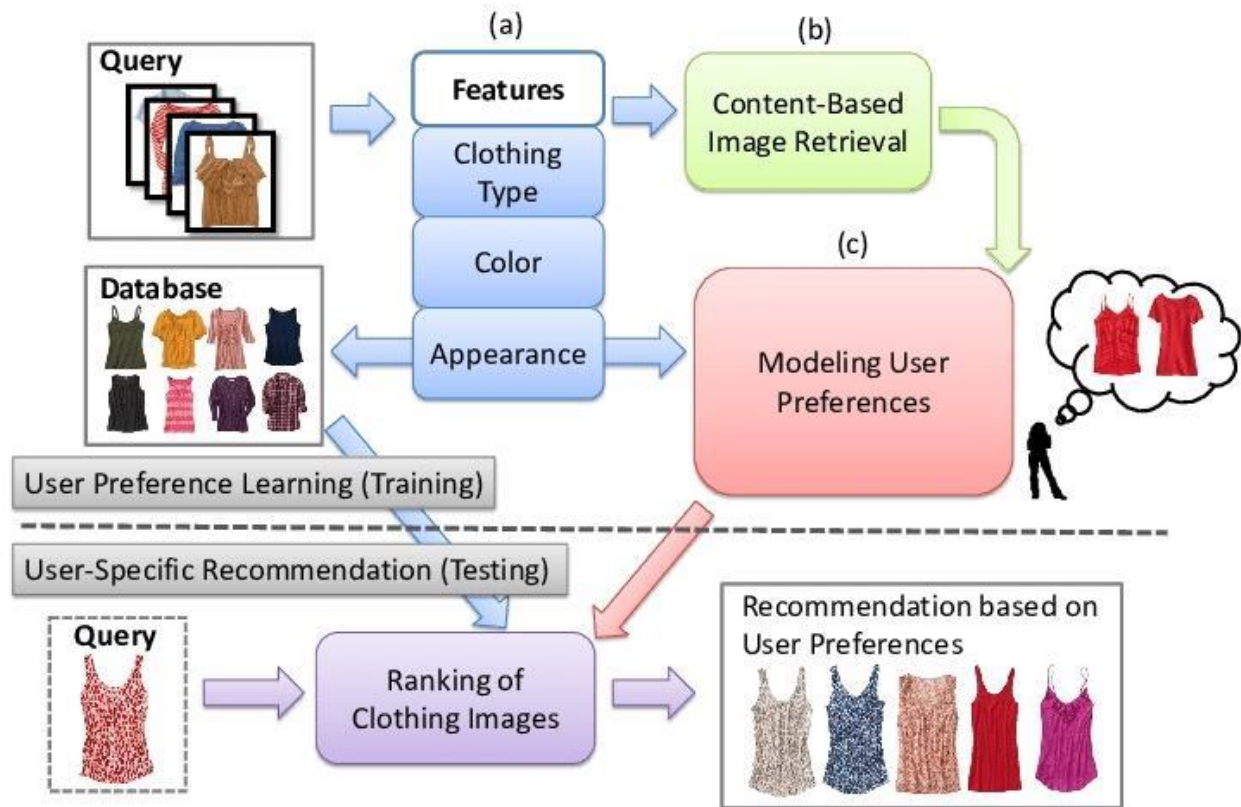 (a)
(b)
Query
Features
Content-Based
Image Retrieval
Clothing
Type
Color
(c)
Database
Appearance
Modeling User
Preferences
User Preference Learning (Training)
User-Specific Recommendation (Testing)
Query
Ranking of
Clothing Images
Recommendation based on
User Preferences